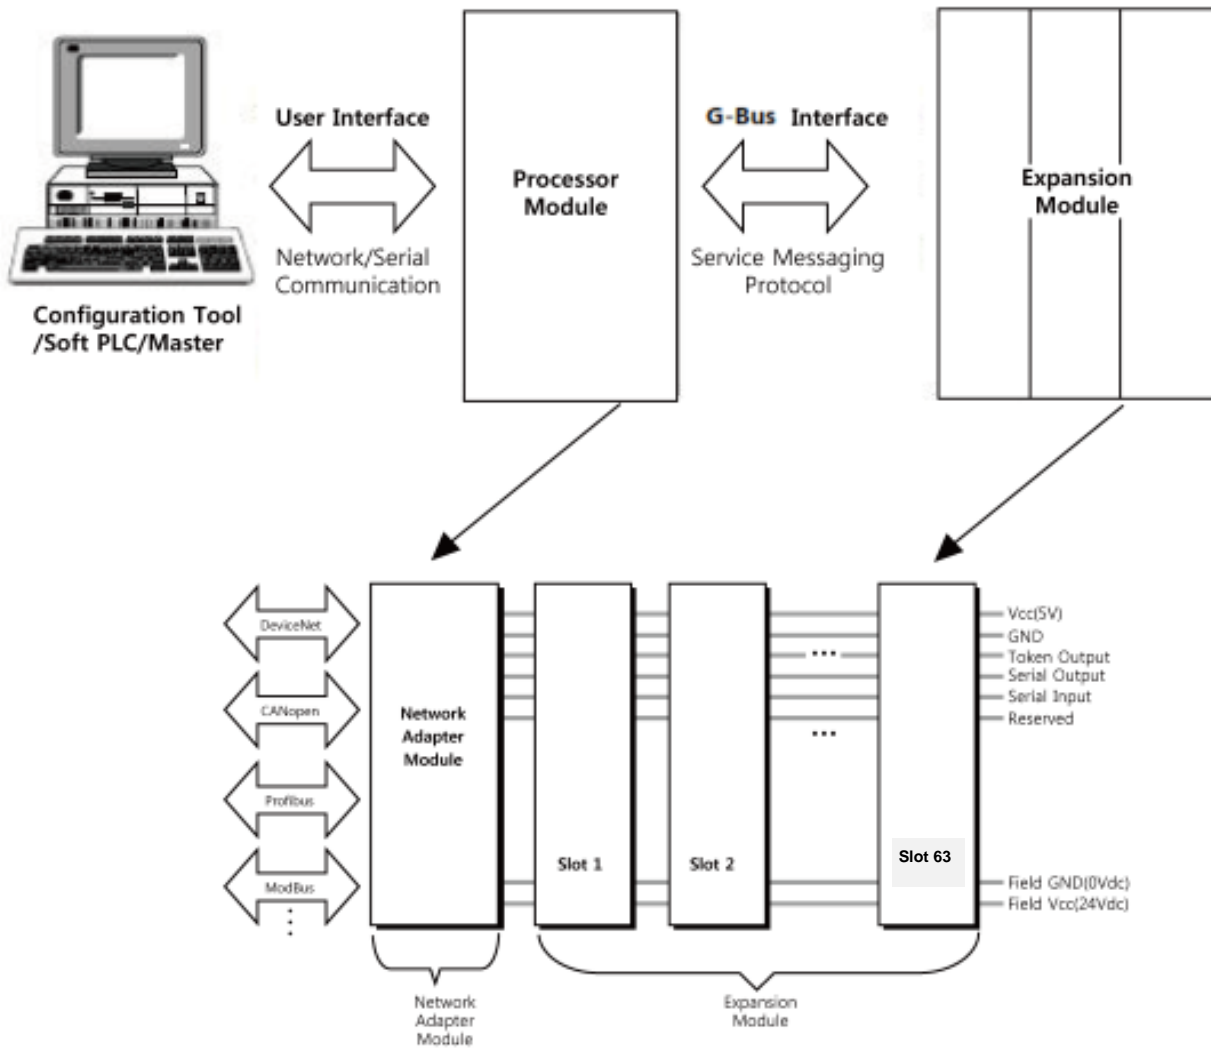 User Interface
G-Bus Interface
Processor
Module
Expansion
Module
Network/Serial
Communication
Service Messaging
Protocol
Configuration Tool
/Soft PLC/Master
DeviceNet
CANopen
Profibus
ModBus
Network
Adapter
Module
Slot 1
Slot 2
Slot 63
...
...
Vcc(5V)
GND
Token Output
Serial Output
Serial Input
Reserved
Field GND(0Vdc)
Field Vcc(24Vdc)
Network
Adapter
Module
Expansion
Module